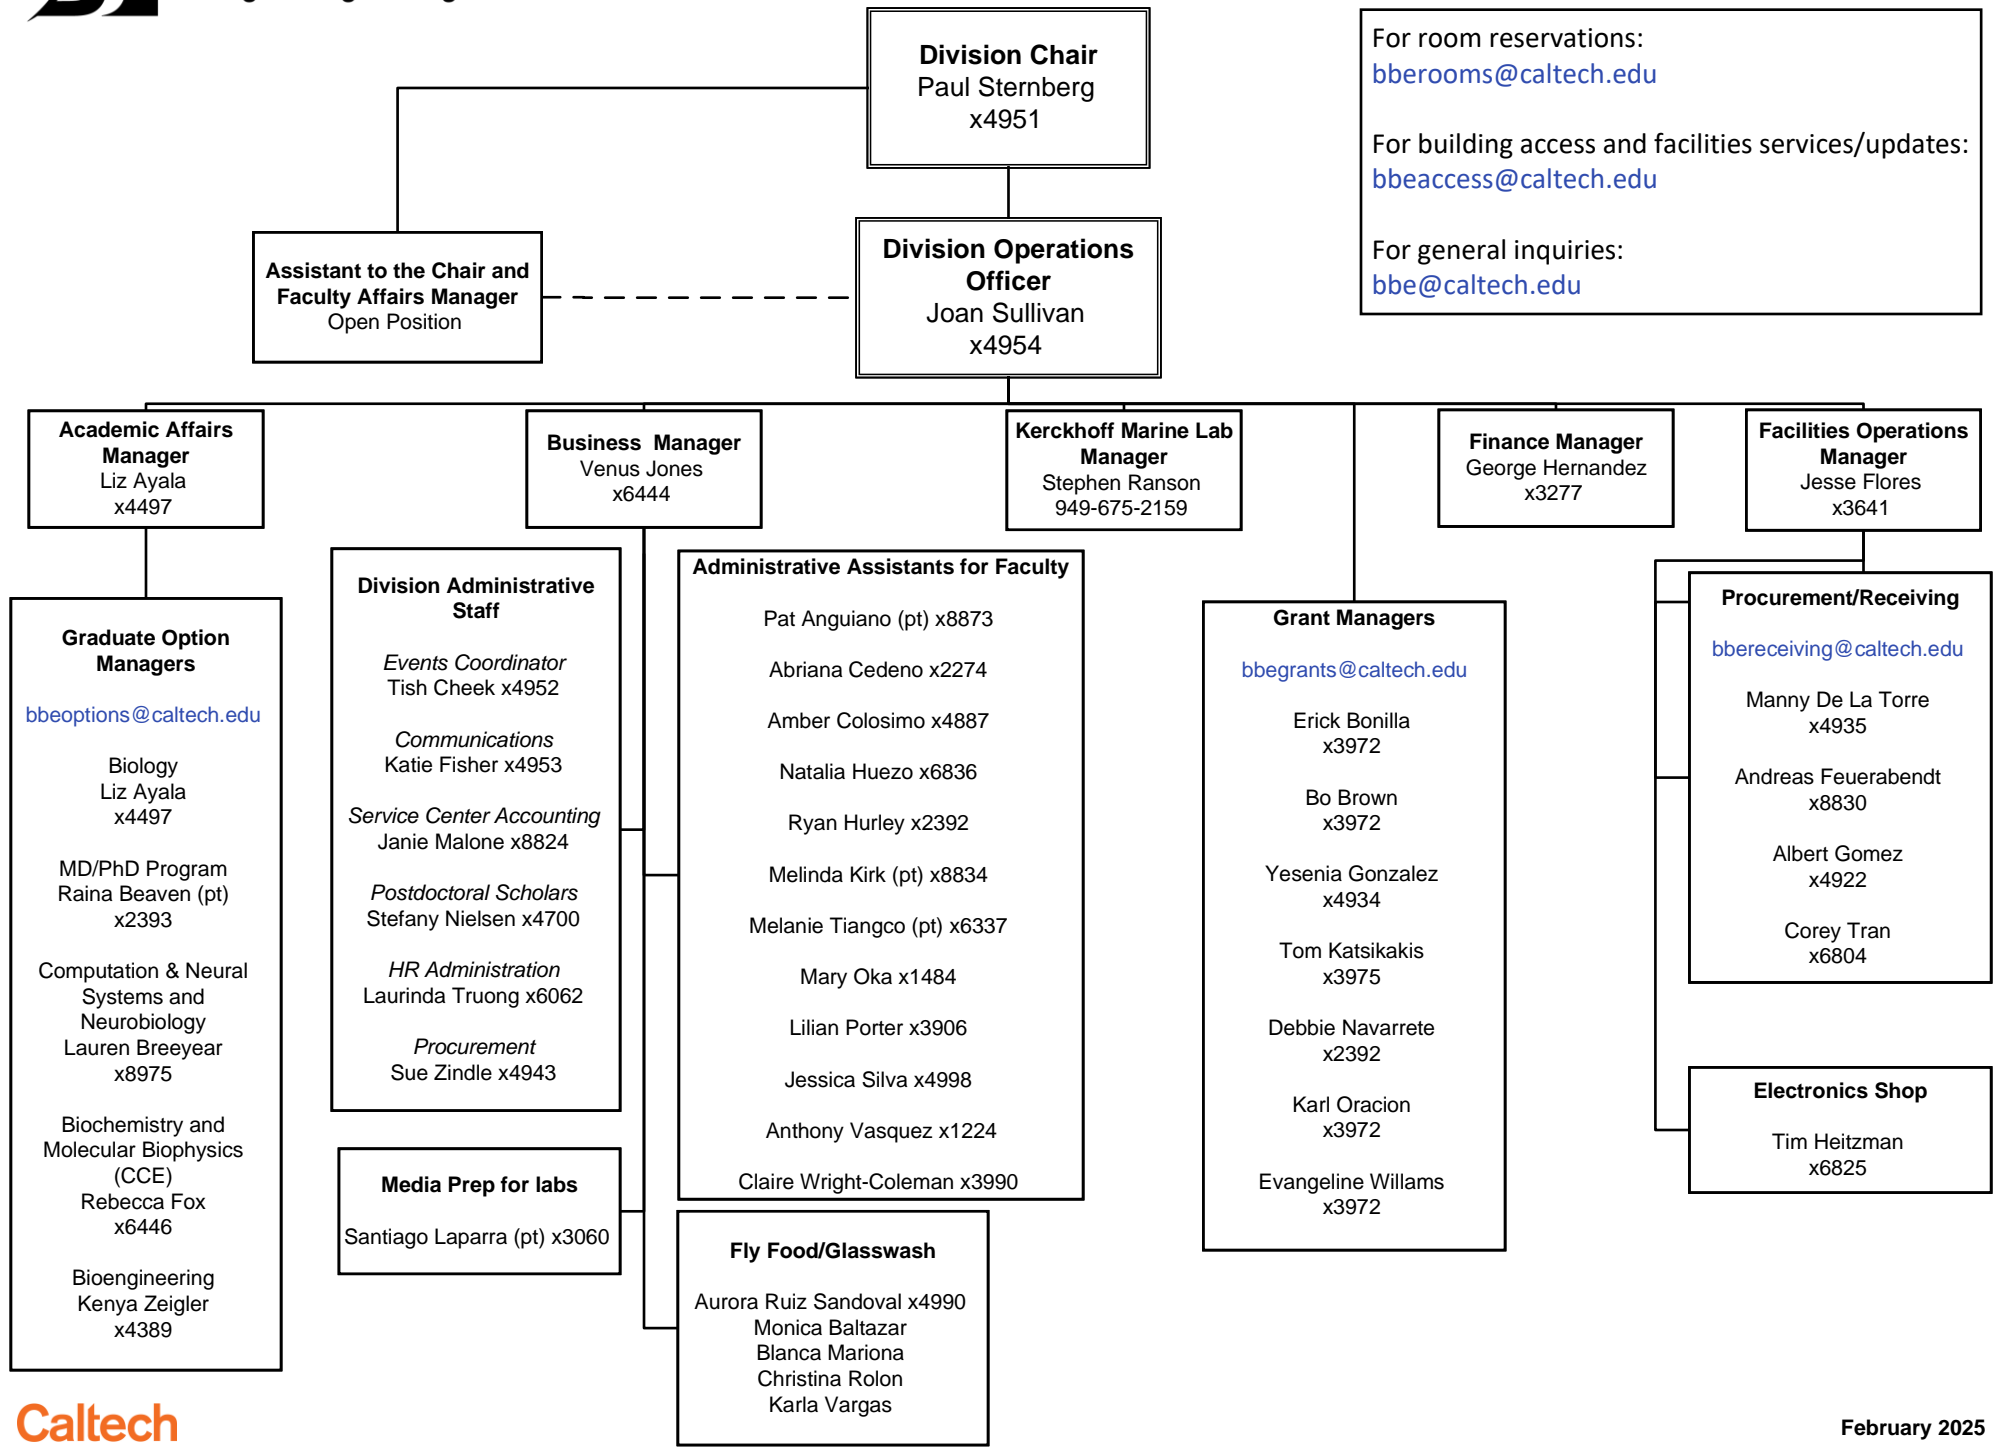 Division Chair
Paul Sternberg
x4951
For room reservations:
bberooms@caltech.edu
For building access and facilities services/updates:
bbeaccess@caltech.edu
For general inquiries:
bbe@caltech.edu
Assistant to the Chair and
Faculty Affairs Manager
Open Position
Division Operations
Officer
Joan Sullivan
x4954
Academic Affairs
Manager
Liz Ayala
x4497
Business Manager
Venus Jones
x6444
Kerckhoff Marine Lab
Manager
Stephen Ranson
949-675-2159
Finance Manager
George Hernandez
x3277
Facilities Operations
Manager
Jesse Flores
x3641
Graduate Option
Managers
bbeoptions@caltech.edu
Biology
Liz Ayala
x4497
MD/PhD Program
Raina Beaven (pt)
x2393
Computation & Neural
Systems and
Neurobiology
Lauren Breeyear
x8975
Biochemistry and
Molecular Biophysics
(CCE)
Rebecca Fox
x6446
Bioengineering
Kenya Zeigler
x4389
Division Administrative
Staff
Events Coordinator
Tish Cheek x4952
Communications
Katie Fisher x4953
Service Center Accounting
Janie Malone x8824
Postdoctoral Scholars
Stefany Nielsen x4700
HR Administration
Laurinda Truong x6062
Procurement
Sue Zindle x4943
Media Prep for labs
Santiago Laparra (pt) x3060
Administrative Assistants for Faculty
Pat Anguiano (pt) x8873
Abriana Cedeno x2274
Amber Colosimo x4887
Natalia Huezo x6836
Ryan Hurley x2392
Melinda Kirk (pt) x8834
Melanie Tiangco (pt) x6337
Mary Oka x1484
Lilian Porter x3906
Jessica Silva x4998
Anthony Vasquez x1224
Claire Wright-Coleman x3990
Fly Food/Glasswash
Aurora Ruiz Sandoval x4990
Monica Baltazar
Blanca Mariona
Christina Rolon
Karla Vargas
Grant Managers
bbegrants@caltech.edu
Erick Bonilla
x3972
Bo Brown
x3972
Yesenia Gonzalez
x4934
Tom Katsikakis
x3975
Debbie Navarrete
x2392
Karl Oracion
x3972
Evangeline Willams
x3972
Procurement/Receiving
bbereceiving@caltech.edu
Manny De La Torre
x4935
Andreas Feuerabendt
x8830
Albert Gomez
x4922
Corey Tran
x6804
Electronics Shop
Tim Heitzman
x6825
Caltech
February 2025